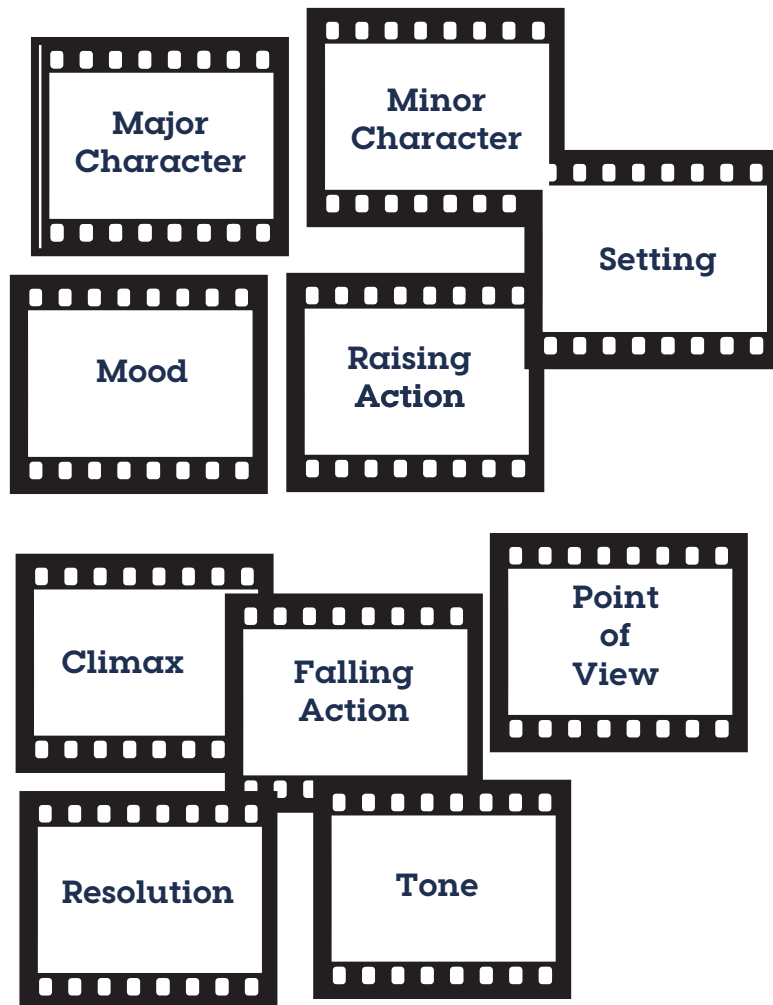 Major
Character
Minor
Character
Setting
Mood
Raising
Action
Climax
Falling
Action
Point
of
View
Resolution
Tone